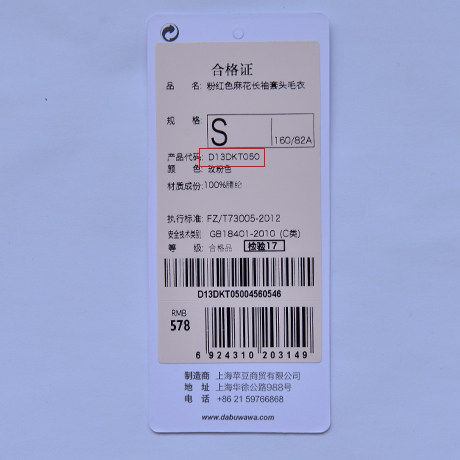 合格证
品 名: 粉红色麻花长袖套头毛衣
规 格 S 160/82A
产品代码: D13DKT050
颜 色: 玫粉色
材质成份:100%腈纶
执行标准: FZ/T73005-2012
安全技术类别 GB18401-2010 (C类)
等 级: 合格品 检验17
D13DKT05004560546
RMB
578
6 924310 203149
制造商 上海苹豆商贸有限公司
地 址 上海华徐公路988号
电 话 +86 21 59766868
www.dabuwawa.com